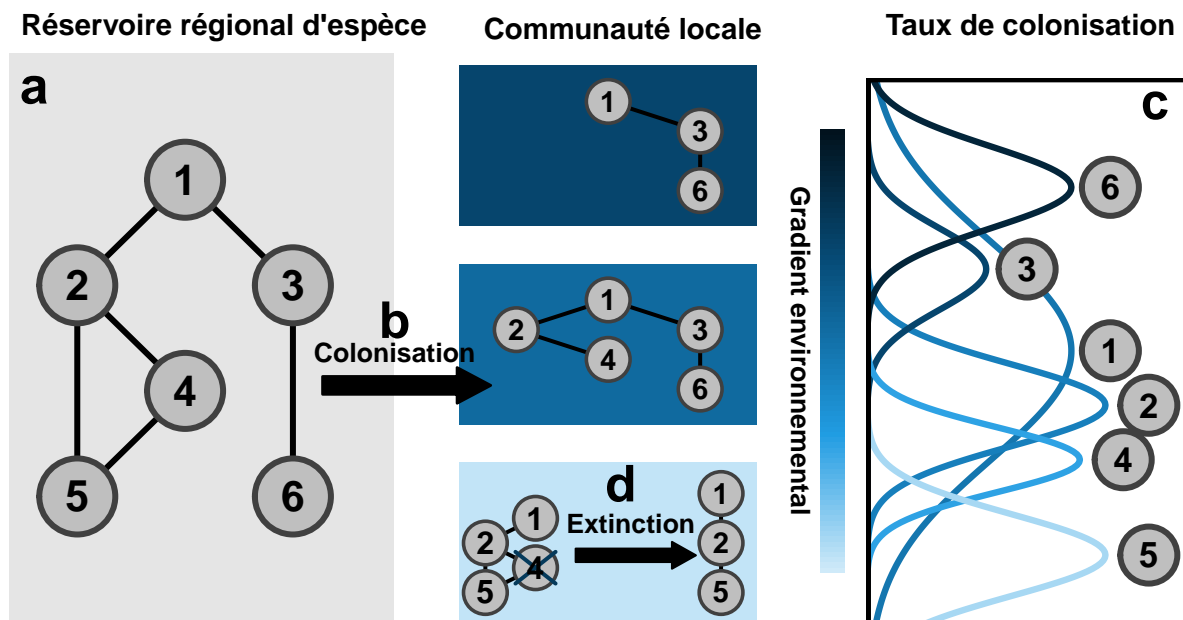 Réservoire régional d'espèce
Communauté locale
Taux de colonisation
a
1
2
3
4
5
6
b
Colonisation
1
3
6
1
2
3
4
6
d
Extinction
1
2
4
5
1
2
5
Gradient environnemental
c
6
3
1
2
4
5